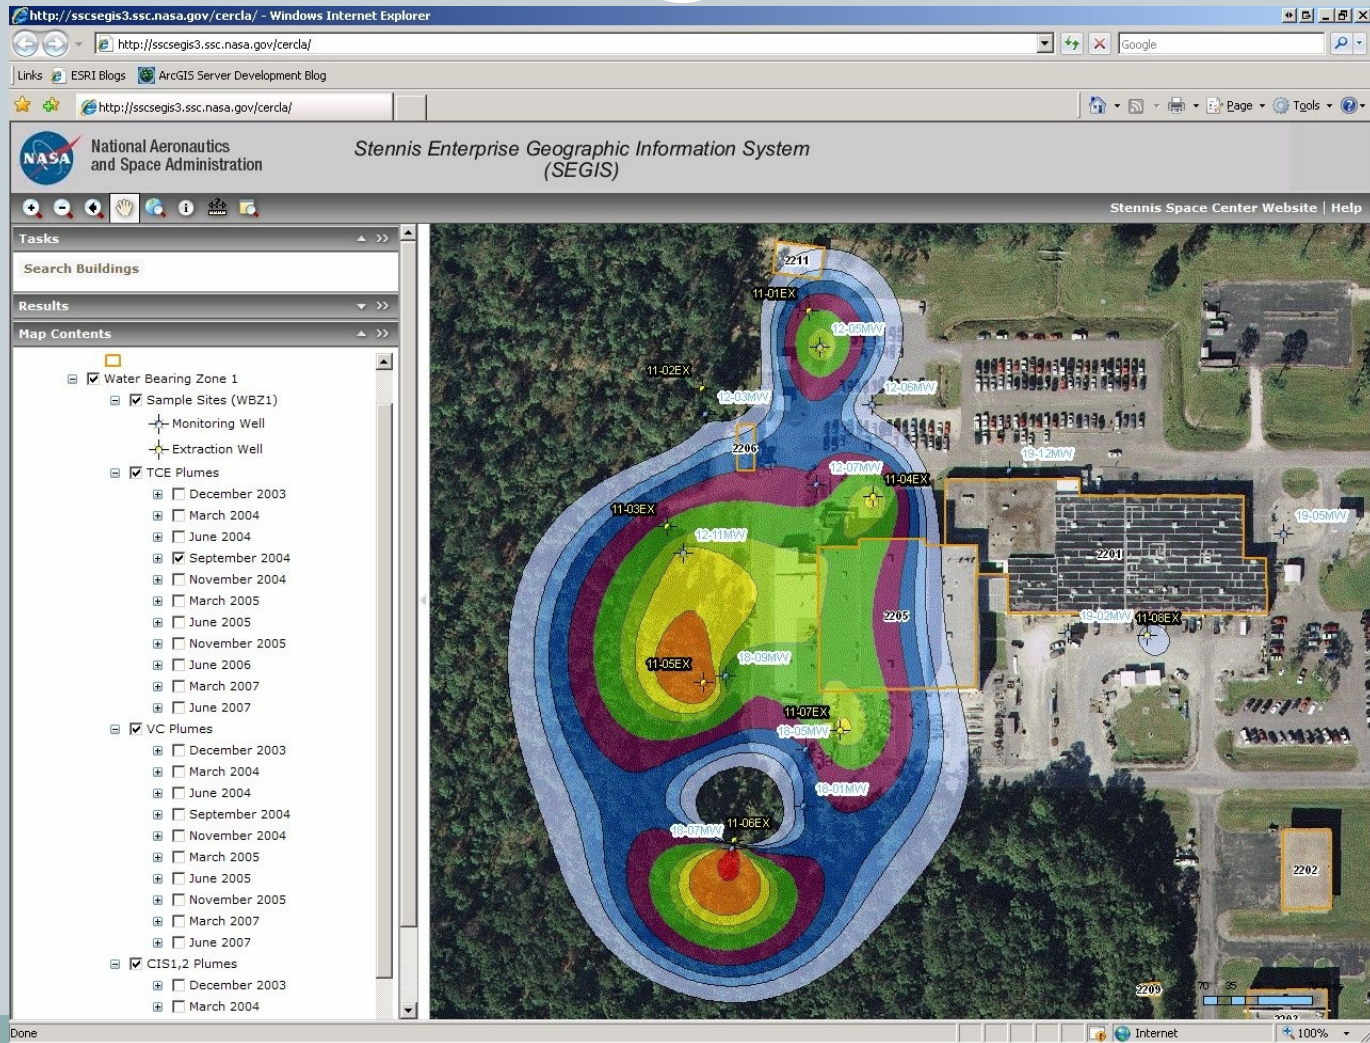 http://sscsegis3.ssc.nasa.gov/cercla/ - Windows Internet Explorer
http://sscsegis3.ssc.nasa.gov/cercla/
Google
Links ESRI Blogs ArcGIS Server Development Blog
http://sscsegis3.ssc.nasa.gov/cercla/
Page Tools
NASA
National Aeronautics
and Space Administration
Stennis Enterprise Geographic Information System
(SEGIS)
Stennis Space Center Website | Help
Tasks
Search Buildings
Results
Map Contents
Water Bearing Zone 1
Sample Sites (WBZ1)
Monitoring Well
Extraction Well
TCE Plumes
December 2003
March 2004
June 2004
September 2004
November 2004
March 2005
June 2005
November 2005
June 2006
March 2007
June 2007
VC Plumes
December 2003
March 2004
June 2004
September 2004
November 2004
March 2005
June 2005
November 2005
March 2007
June 2007
CIS1,2 Plumes
December 2003
March 2004
2211
11-01EX
12-05MW
11-02EX
12-03MW
12-06MW
2206
12-07MW
19-12MW
11-04EX
11-03EX
19-05MW
12-11MW
2201
2205
19-02MW
11-08EX
18-09MW
11-05EX
11-07EX
18-05MW
18-01MW
11-06EX
18-07MW
2202
2209
70 35
Done
Internet
100%